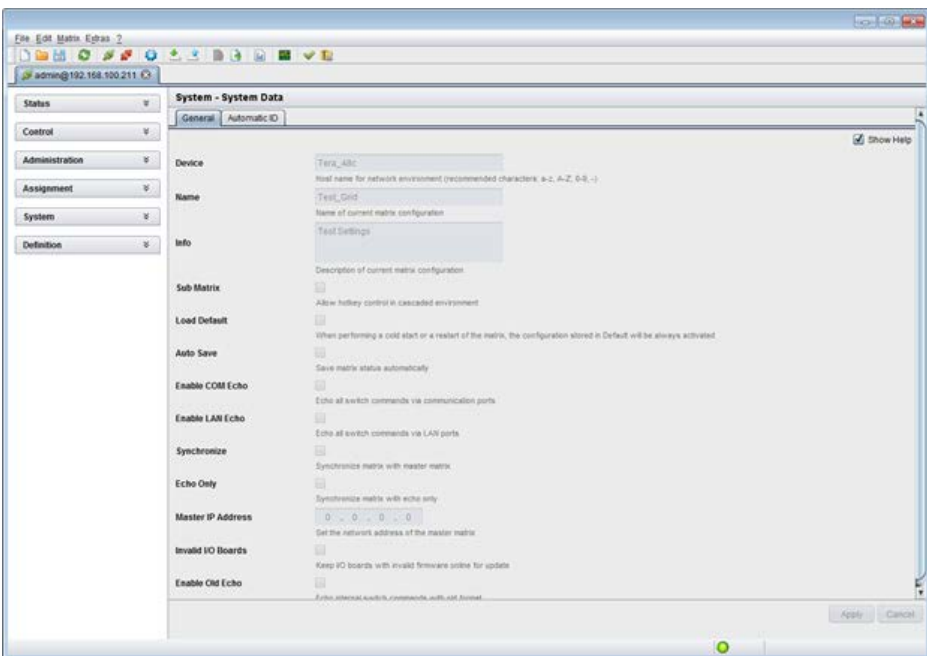 File Edit Matrix Extras ?
admin@192.168.100.211
Status
Control
Administration
Assignment
System
Definition
System - System Data
General Automatic ID
Show Help
Device
Host name for network environment (recommended characters: a-z, A-Z, 0-9, -)
Name Test_Grid
Name of current matrix configuration
Info Test Settings
Description of current matrix configuration
Sub Matrix
Allow hotkey control in cascaded environment
Load Default
When performing a cold start or a restart of the matrix, the configuration stored in Default will be always activated
Auto Save
Save matrix status automatically
Enable COM Echo
Echo all switch commands via communication ports
Enable LAN Echo
Echo all switch commands via LAN ports
Synchronize
Synchronize matrix with master matrix
Echo Only
Synchronize matrix with echo only
Master IP Address 0 . 0 . 0 . 0
Set the network address of the master matrix
Invalid I/O Boards
Keep I/O boards with invalid firmware online for update
Enable Old Echo
Echo internal switch commands with old format
Apply Cancel